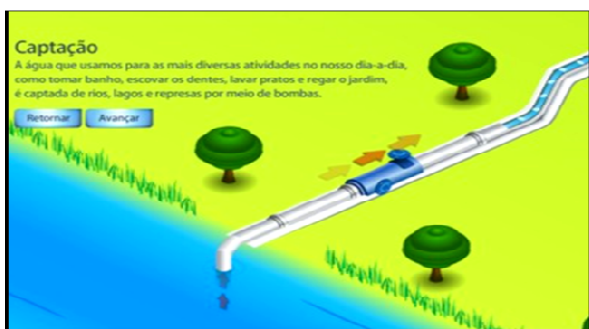 Captação
A água que usamos para as mais diversas atividades no nosso dia-a-dia,
como tomar banho, escovar os dentes, lavar pratos e regar o jardim,
é captada de rios, lagos e represas por meio de bombas.
Retornar Avançar